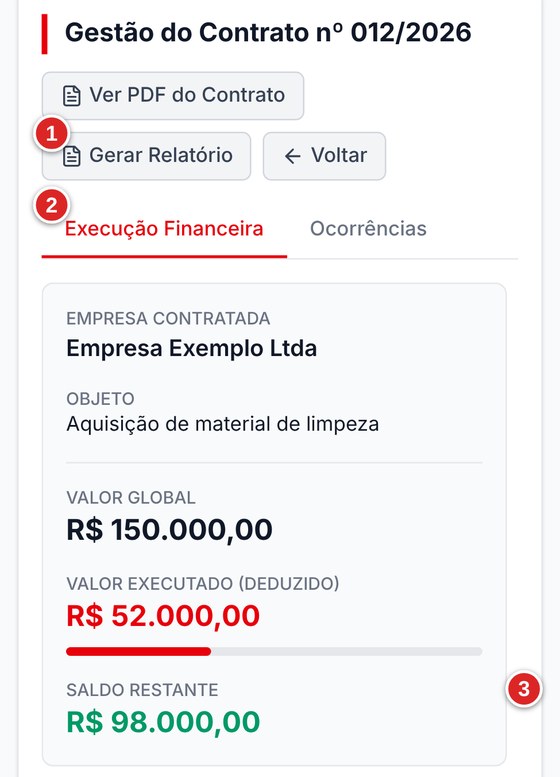 Gestão do Contrato nº 012/2026
Ver PDF do Contrato
1
Gerar Relatório
Voltar
2
Execução Financeira
Ocorrências
EMPRESA CONTRATADA
Empresa Exemplo Ltda
OBJETO
Aquisição de material de limpeza
VALOR GLOBAL
R$ 150.000,00
VALOR EXECUTADO (DEDUZIDO)
R$ 52.000,00
3
SALDO RESTANTE
R$ 98.000,00